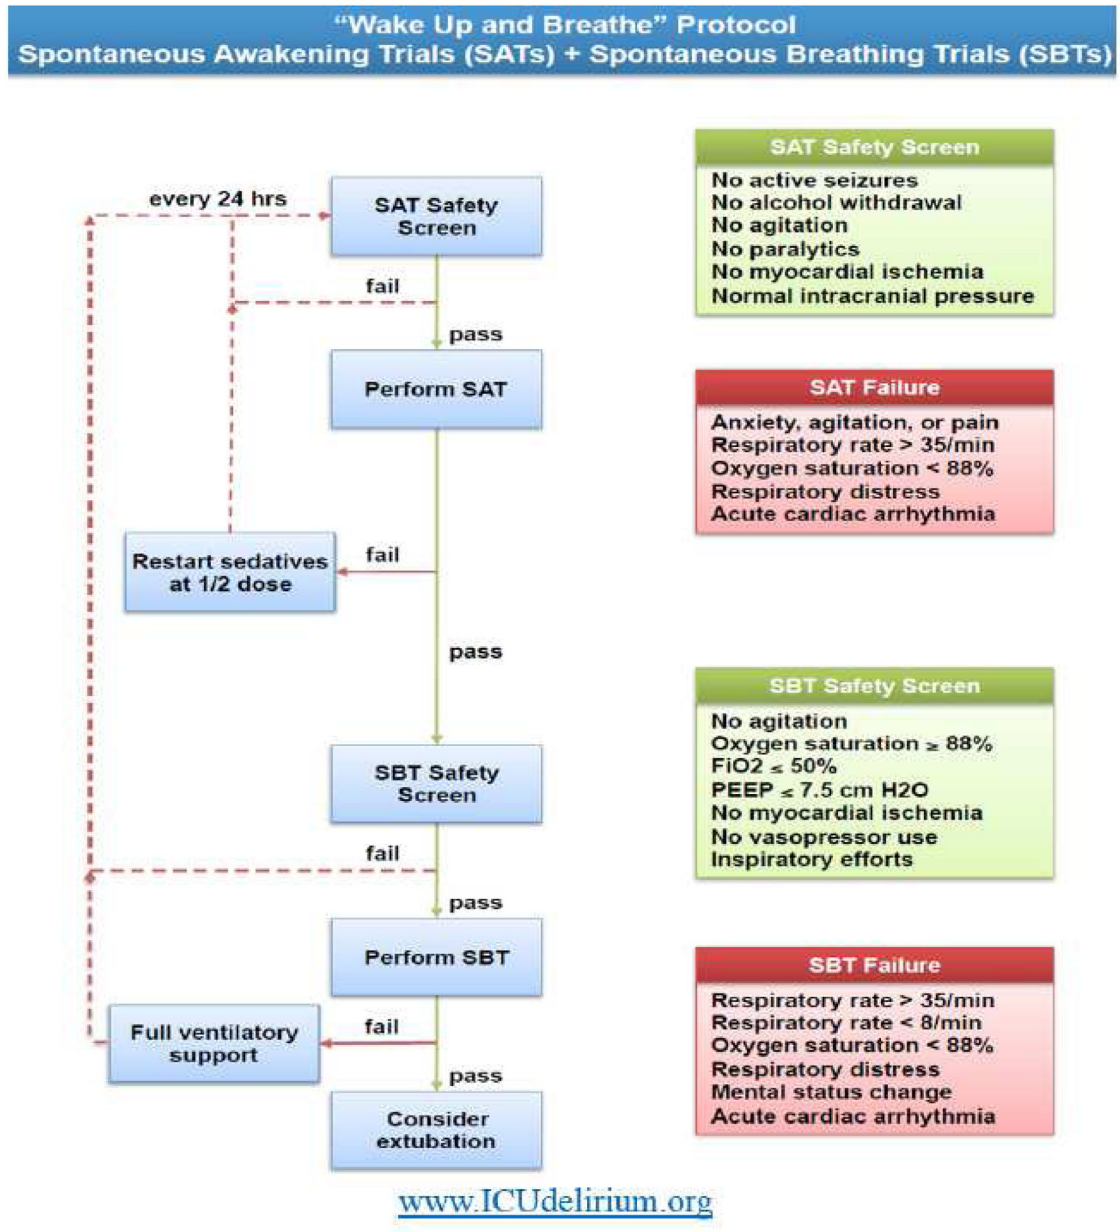 “Wake Up and Breathe” Protocol
Spontaneous Awakening Trials (SATs) + Spontaneous Breathing Trials (SBTs)
every 24 hrs
SAT Safety
Screen
fail
pass
Perform SAT
Restart sedatives
at 1/2 dose
fail
pass
SBT Safety
Screen
fail
pass
Perform SBT
Full ventilatory
support
fail
pass
Consider
extubation
SAT Safety Screen
No active seizures
No alcohol withdrawal
No agitation
No paralytics
No myocardial ischemia
Normal intracranial pressure
SAT Failure
Anxiety, agitation, or pain
Respiratory rate > 35/min
Oxygen saturation < 88%
Respiratory distress
Acute cardiac arrhythmia
SBT Safety Screen
No agitation
Oxygen saturation ≥ 88%
FiO2 ≤ 50%
PEEP ≤ 7.5 cm H2O
No myocardial ischemia
No vasopressor use
Inspiratory efforts
SBT Failure
Respiratory rate > 35/min
Respiratory rate < 8/min
Oxygen saturation < 88%
Respiratory distress
Mental status change
Acute cardiac arrhythmia
www.ICUdelirium.org